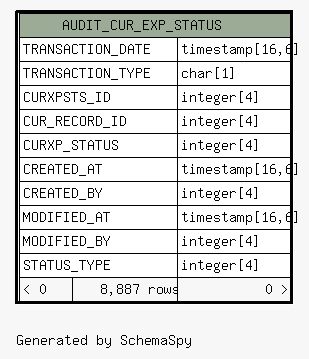 AUDIT_CUR_EXP_STATUS
TRANSACTION_DATE timestamp[16,6]
TRANSACTION_TYPE char[1]
CURXPSTS_ID integer[4]
CUR_RECORD_ID integer[4]
CURXP_STATUS integer[4]
CREATED_AT timestamp[16,6]
CREATED_BY integer[4]
MODIFIED_AT timestamp[16,6]
MODIFIED_BY integer[4]
STATUS_TYPE integer[4]
< 0 8,887 rows 0 >
Generated by SchemaSpy